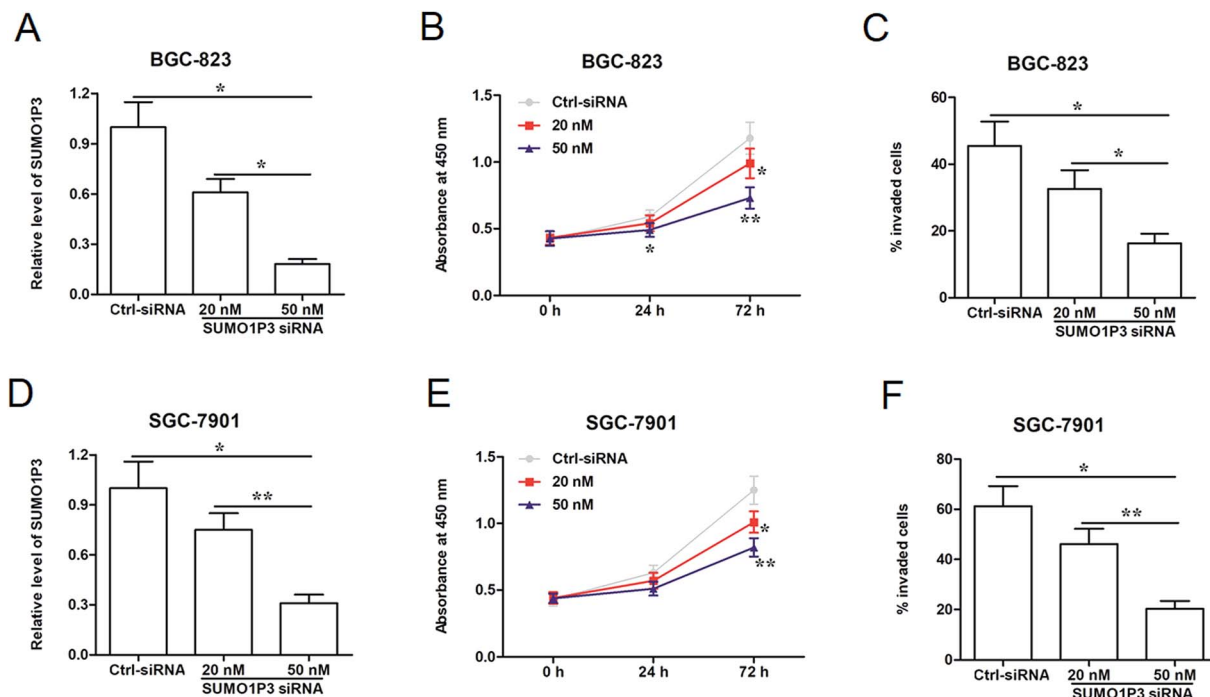 A
BGC-823
Relative level of SUMO1P3
1.2
0.9
0.6
0.3
0.0
*
*
Ctrl-siRNA 20 nM 50 nM
SUMO1P3 siRNA
B
BGC-823
Absorbance at 450 nm
1.5
1.0
0.5
0.0
Ctrl-siRNA
20 nM
50 nM
*
**
*
0 h 24 h 72 h
C
BGC-823
% invaded cells
60
40
20
0
*
*
Ctrl-siRNA 20 nM 50 nM
SUMO1P3 siRNA
D
SGC-7901
Relative level of SUMO1P3
1.2
0.9
0.6
0.3
0.0
*
**
Ctrl-siRNA 20 nM 50 nM
SUMO1P3 siRNA
E
SGC-7901
Absorbance at 450 nm
1.5
1.0
0.5
0.0
Ctrl-siRNA
20 nM
50 nM
*
**
0 h 24 h 72 h
F
SGC-7901
% invaded cells
80
60
40
20
0
*
**
Ctrl-siRNA 20 nM 50 nM
SUMO1P3 siRNA